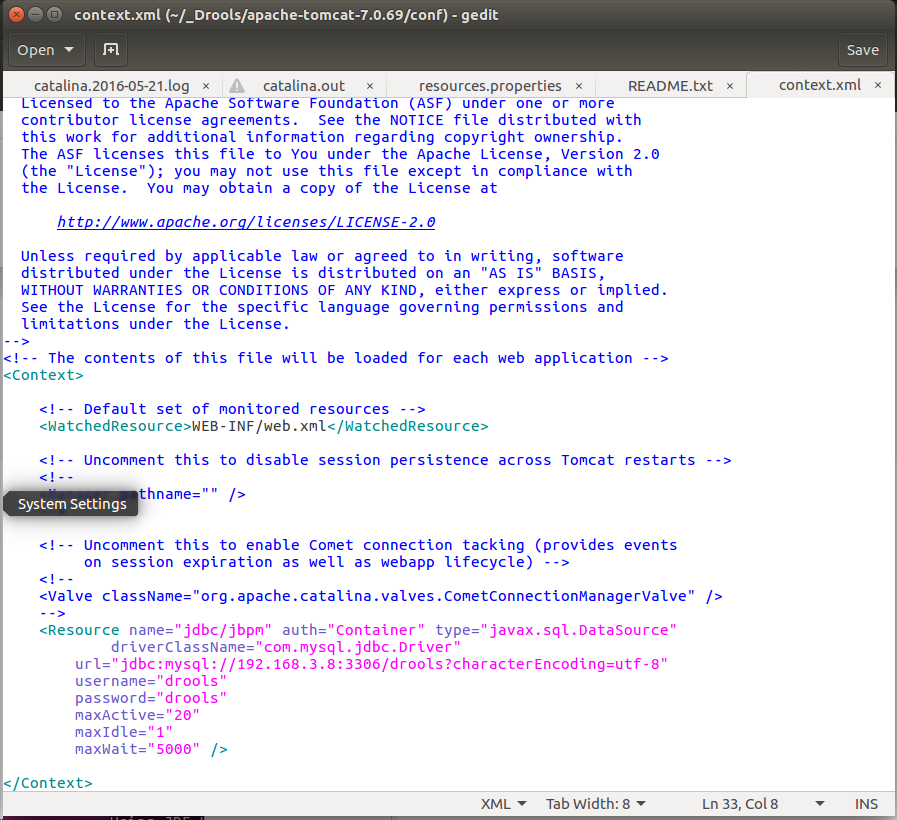 context.xml (~/_Drools/apache-tomcat-7.0.69/conf) - gedit
Open
Save
catalina.2016-05-21.log × catalina.out × resources.properties × README.txt × context.xml ×
Licensed to the Apache Software Foundation (ASF) under one or more
contributor license agreements.  See the NOTICE file distributed with
this work for additional information regarding copyright ownership.
The ASF licenses this file to You under the Apache License, Version 2.0
(the "License"); you may not use this file except in compliance with
the License.  You may obtain a copy of the License at
http://www.apache.org/licenses/LICENSE-2.0
Unless required by applicable law or agreed to in writing, software
distributed under the License is distributed on an "AS IS" BASIS,
WITHOUT WARRANTIES OR CONDITIONS OF ANY KIND, either express or implied.
See the License for the specific language governing permissions and
limitations under the License.
-->
<!-- The contents of this file will be loaded for each web application -->
<Context>
<!-- Default set of monitored resources -->
<WatchedResource>WEB-INF/web.xml</WatchedResource>
<!-- Uncomment this to disable session persistence across Tomcat restarts -->
<!--
<Manager pathname="" />
System Settings
<!-- Uncomment this to enable Comet connection tacking (provides events
on session expiration as well as webapp lifecycle) -->
<!--
<Valve className="org.apache.catalina.valves.CometConnectionManagerValve" />
-->
<Resource name="jdbc/jbpm" auth="Container" type="javax.sql.DataSource"
driverClassName="com.mysql.jdbc.Driver"
url="jdbc:mysql://192.168.3.8:3306/drools?characterEncoding=utf-8"
username="drools"
password="drools"
maxActive="20"
maxIdle="1"
maxWait="5000" />
</Context>
XML Tab Width: 8 Ln 33, Col 8 INS